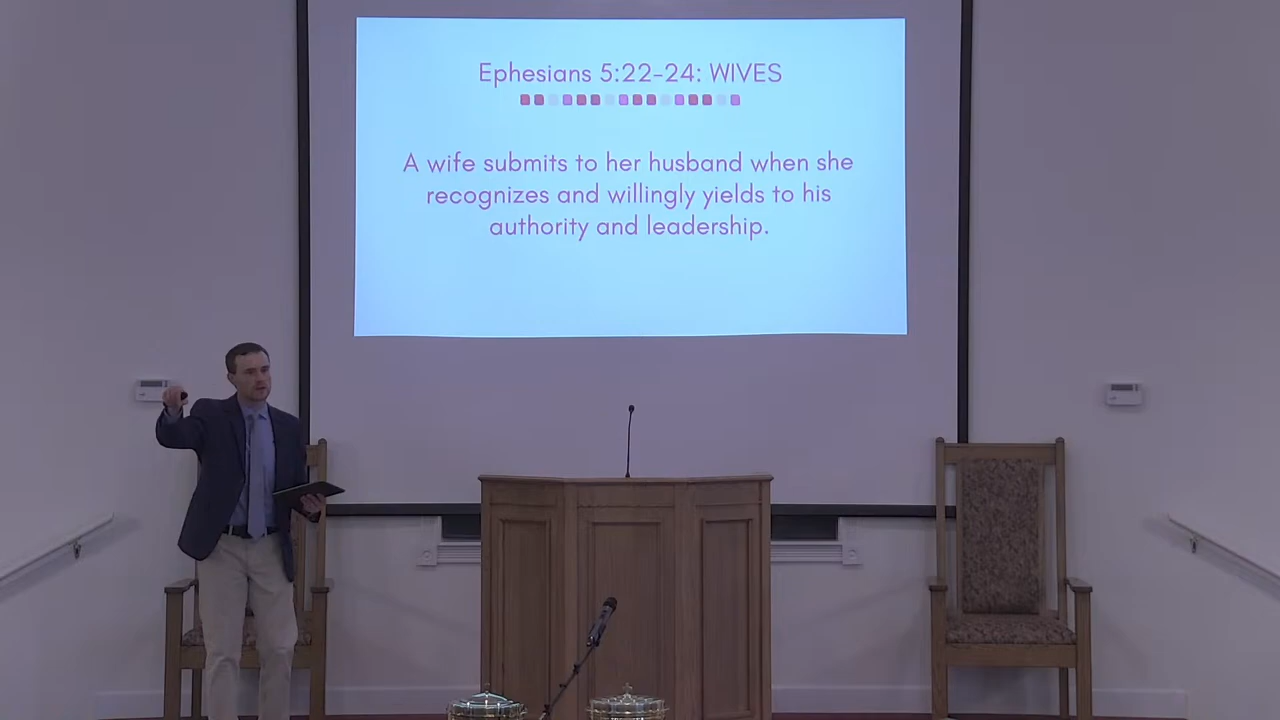 Ephesians 5:22-24: WIVES
A wife submits to her husband when she
recognizes and willingly yields to his
authority and leadership.